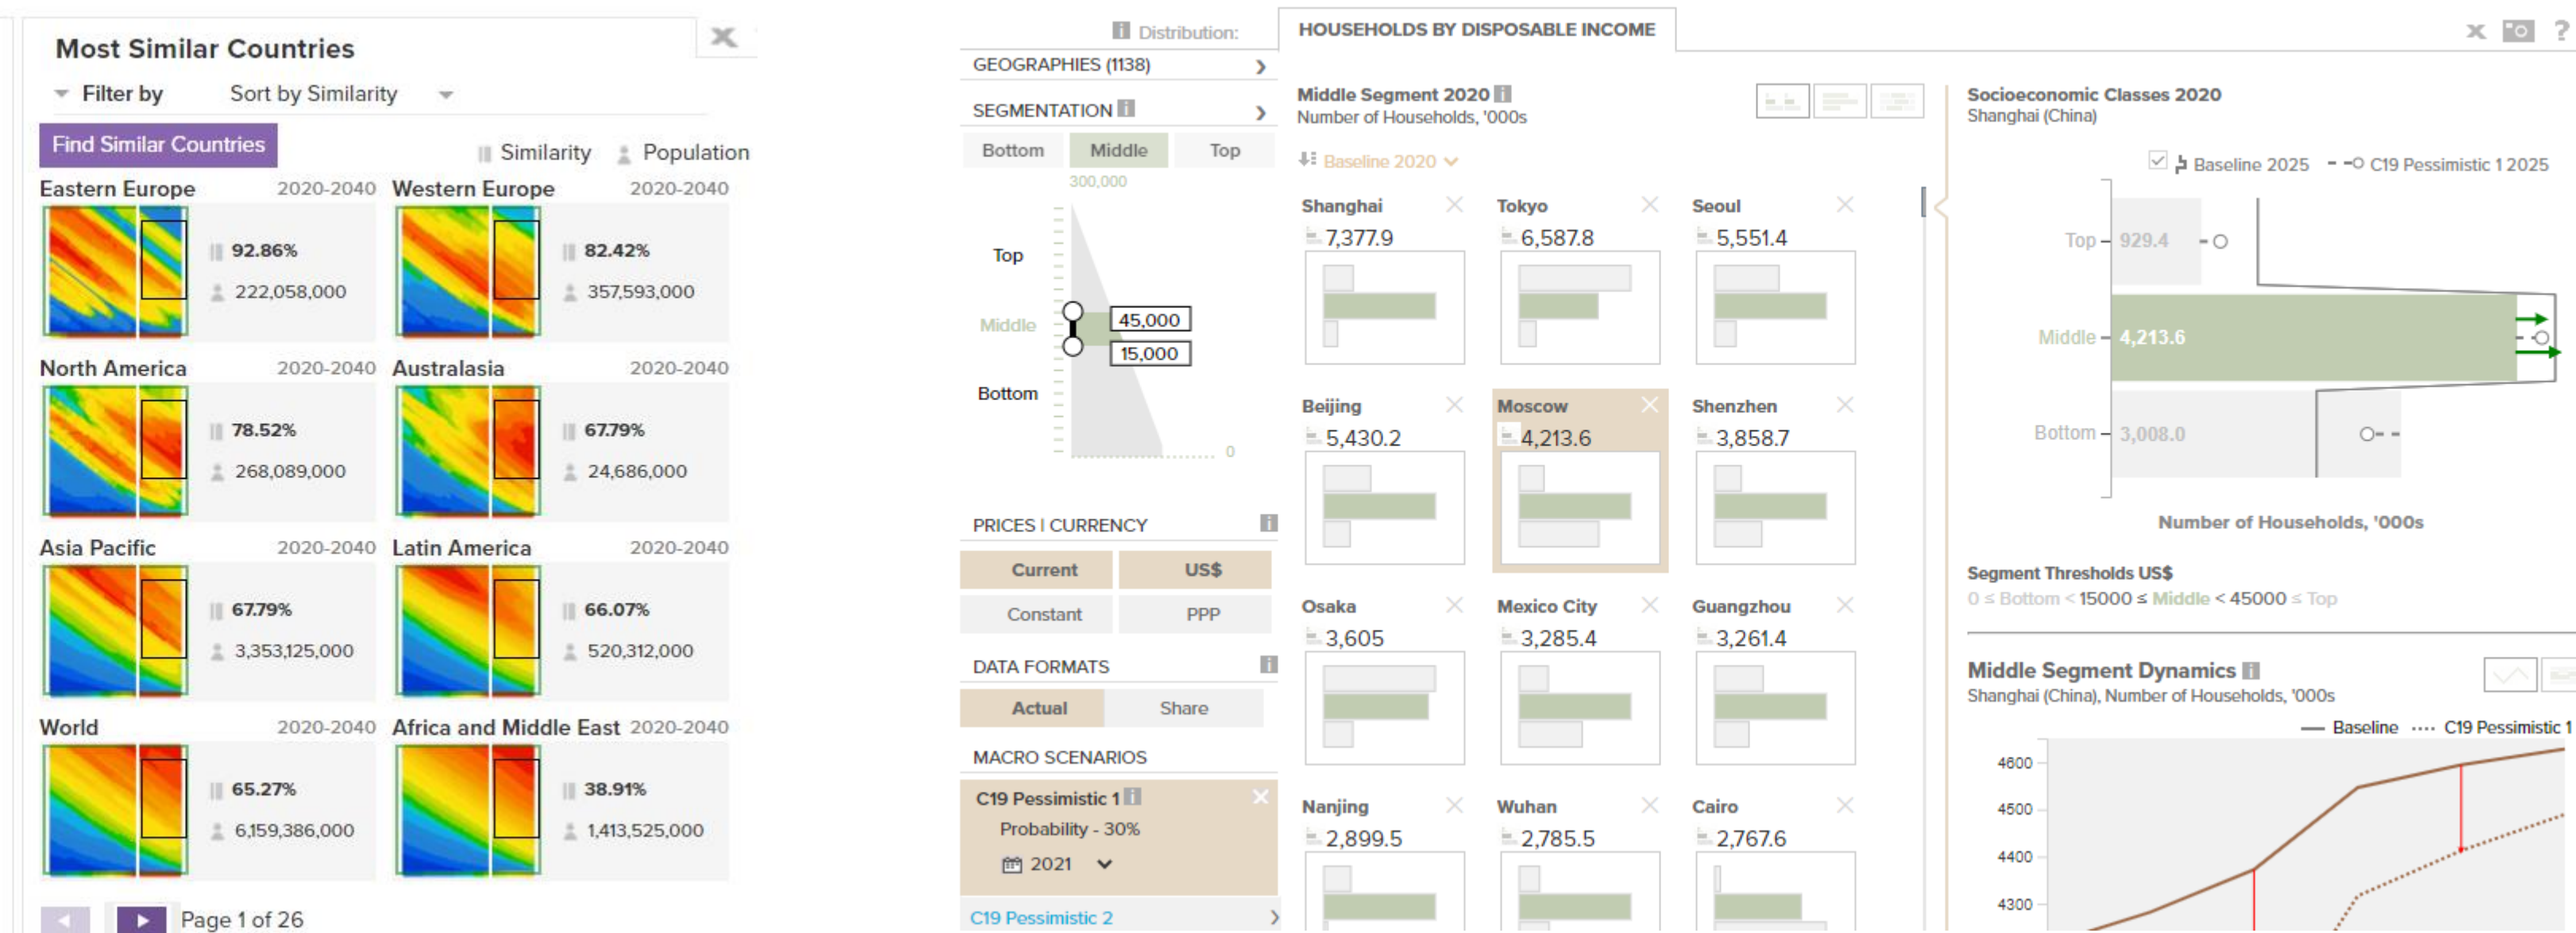 Most Similar Countries
Filter by
Sort by Similarity
Find Similar Countries
Similarity
Population
Eastern Europe 2020-2040
92.86%
222,058,000
Western Europe 2020-2040
82.42%
357,593,000
North America 2020-2040
78.52%
268,089,000
Australasia 2020-2040
67.79%
24,686,000
Asia Pacific 2020-2040
67.79%
3,353,125,000
Latin America 2020-2040
66.07%
520,312,000
World 2020-2040
65.27%
6,159,386,000
Africa and Middle East 2020-2040
38.91%
1,413,525,000
Page 1 of 26
Distribution:
HOUSEHOLDS BY DISPOSABLE INCOME
GEOGRAPHIES (1138)
SEGMENTATION
Bottom Middle Top
300,000
Top
Middle
Bottom
45,000
15,000
0
PRICES | CURRENCY
Current US$
Constant PPP
DATA FORMATS
Actual Share
MACRO SCENARIOS
C19 Pessimistic 1
Probability - 30%
2021
C19 Pessimistic 2
Middle Segment 2020
Number of Households, '000s
Baseline 2020
Shanghai
7,377.9
Tokyo
6,587.8
Seoul
5,551.4
Beijing
5,430.2
Moscow
4,213.6
Shenzhen
3,858.7
Osaka
3,605
Mexico City
3,285.4
Guangzhou
3,261.4
Nanjing
2,899.5
Wuhan
2,785.5
Cairo
2,767.6
Socioeconomic Classes 2020
Shanghai (China)
Baseline 2025
C19 Pessimistic 1 2025
Top 929.4
Middle 4,213.6
Bottom 3,008.0
Number of Households, '000s
Segment Thresholds US$
0 ≤ Bottom < 15000 ≤ Middle < 45000 ≤ Top
Middle Segment Dynamics
Shanghai (China), Number of Households, '000s
Baseline
C19 Pessimistic 1
4600
4500
4400
4300